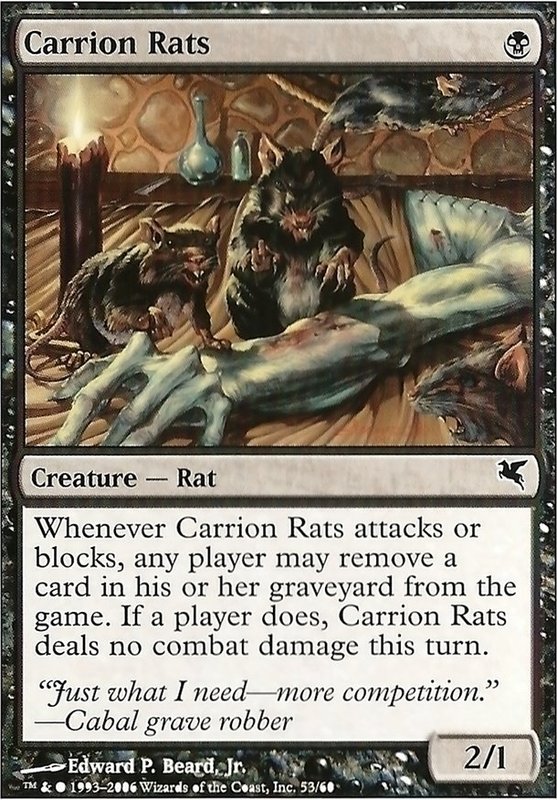 Carrion Rats
Creature — Rat
Whenever Carrion Rats attacks or
blocks, any player may remove a
card in his or her graveyard from the
game. If a player does, Carrion Rats
deals no combat damage this turn.
“Just what I need—more competition.”
—Cabal grave robber
2/1
Edward P. Beard, Jr.
™ & © 1993–2006 Wizards of the Coast, Inc. 53/60